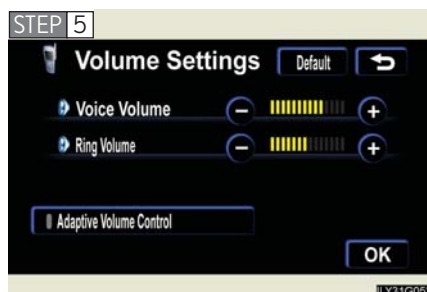 STEP 5
Volume Settings Default
Voice Volume
Ring Volume
Adaptive Volume Control
OK